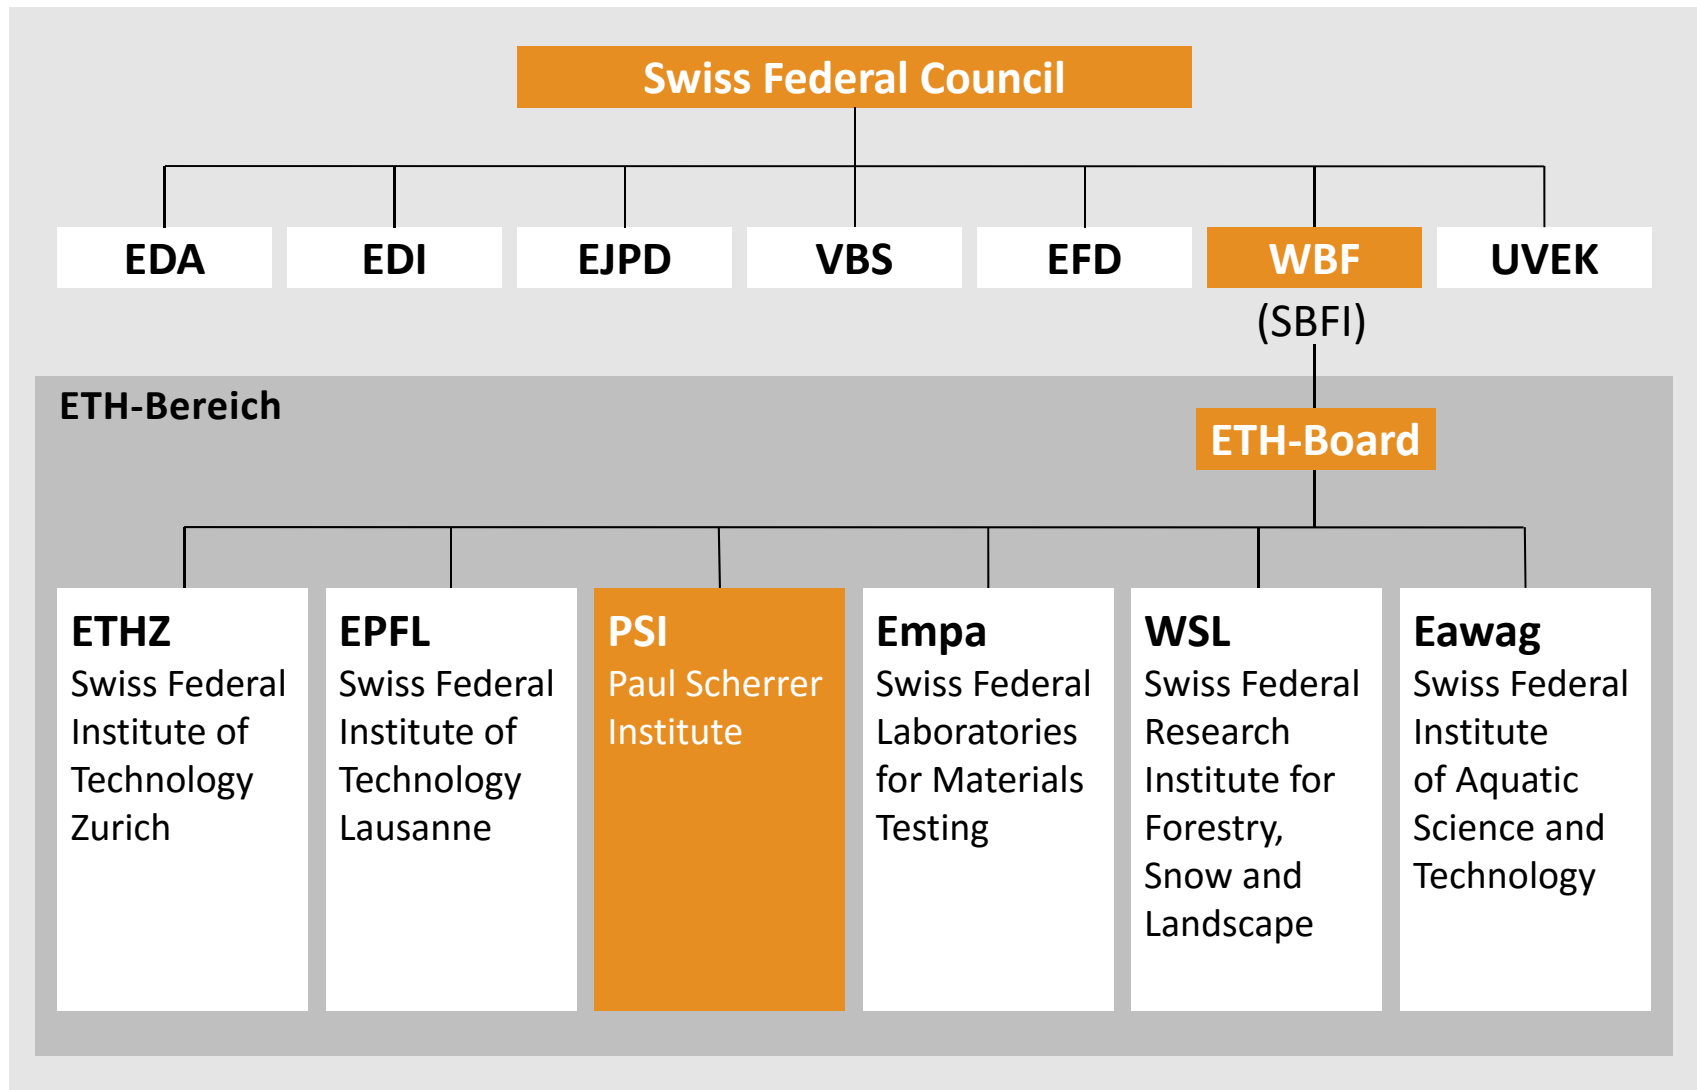 Swiss Federal Council
EDA
EDI
EJPD
VBS
EFD
WBF
UVEK
(SBFI)
ETH-Bereich
ETH-Board
ETHZ
Swiss Federal
Institute of
Technology
Zurich
EPFL
Swiss Federal
Institute of
Technology
Lausanne
PSI
Paul Scherrer
Institute
Empa
Swiss Federal
Laboratories
for Materials
Testing
WSL
Swiss Federal
Research
Institute for
Forestry,
Snow and
Landscape
Eawag
Swiss Federal
Institute
of Aquatic
Science and
Technology